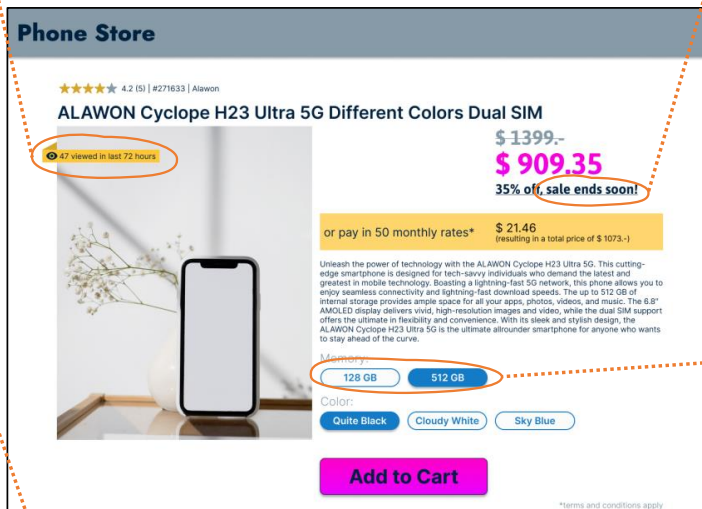 Phone Store
4.2 (5) | #271633 | Alawon
ALAWON Cyclope H23 Ultra 5G Different Colors Dual SIM
47 viewed in last 72 hours
$ 1399.-
$ 909.35
35% off, sale ends soon!
or pay in 50 monthly rates*
$ 21.46
(resulting in a total price of $ 1073.-)
Unleash the power of technology with the ALAWON Cyclope H23 Ultra 5G. This cutting-
edge smartphone is designed for tech-savvy individuals who demand the latest and
greatest in mobile technology. Boasting a lightning-fast 5G network, this phone allows you to
enjoy seamless connectivity and lightning-fast download speeds. The up to 512 GB of
internal storage provides ample space for all your apps, photos, videos, and music. The 6.8"
AMOLED display delivers vivid, high-resolution images and video, while the dual SIM support
offers the ultimate in flexibility and convenience. With its sleek and stylish design, the
ALAWON Cyclope H23 Ultra 5G is the ultimate allrounder smartphone for anyone who wants
to stay ahead of the curve.
Memory:
128 GB
512 GB
Color:
Quite Black
Cloudy White
Sky Blue
Add to Cart
*terms and conditions apply